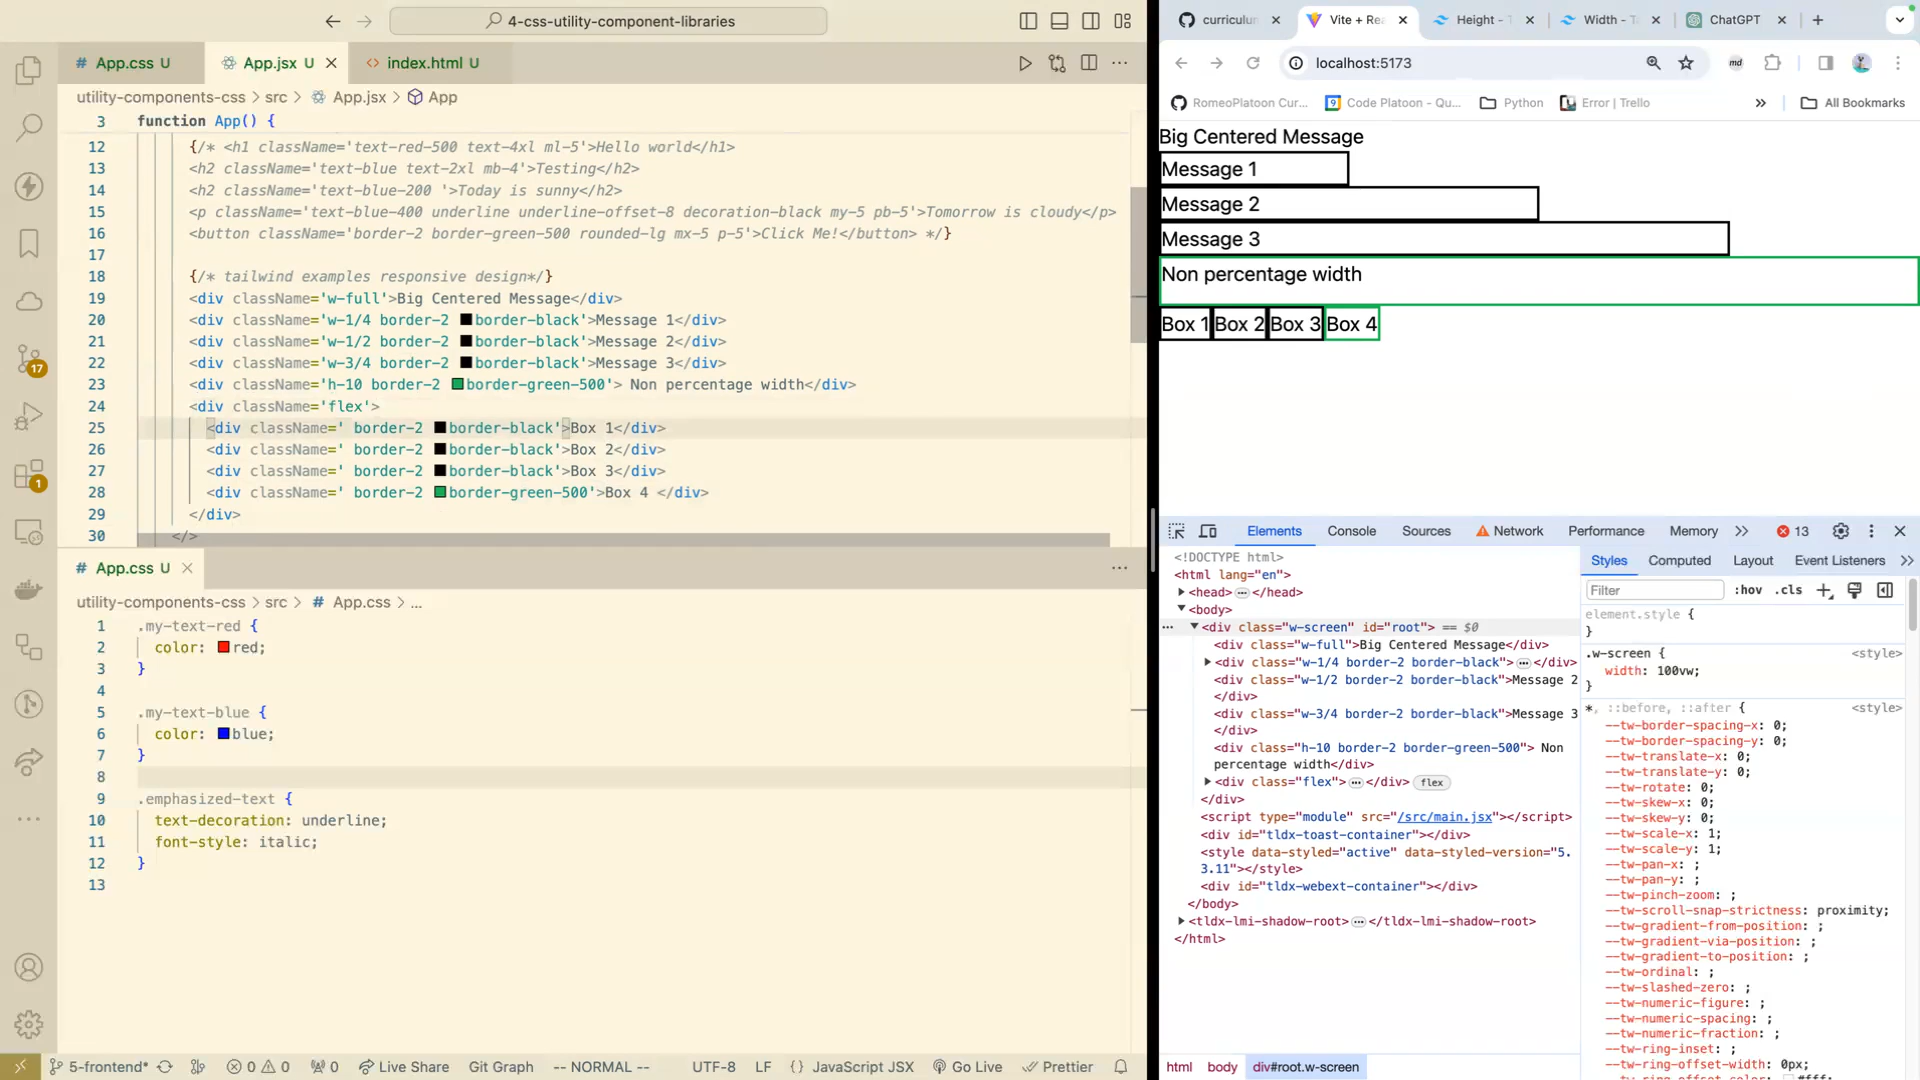 4-css-utility-component-libraries
App.css U
App.jsx U
index.html U
utility-components-css > src > App.jsx > App
3 function App() {
12 {/* <h1 className='text-red-500 text-4xl ml-5'>Hello world</h1>
13 <h2 className='text-blue text-2xl mb-4'>Testing</h2>
14 <h2 className='text-blue-200 '>Today is sunny</h2>
15 <p className='text-blue-400 underline underline-offset-8 decoration-black my-5 pb-5'>Tomorrow is cloudy</p>
16 <button className='border-2 border-green-500 rounded-lg mx-5 p-5'>Click Me!</button> */}
17
18 {/* tailwind examples responsive design*/}
19 <div className='w-full'>Big Centered Message</div>
20 <div className='w-1/4 border-2 border-black'>Message 1</div>
21 <div className='w-1/2 border-2 border-black'>Message 2</div>
22 <div className='w-3/4 border-2 border-black'>Message 3</div>
23 <div className='h-10 border-2 border-green-500'> Non percentage width</div>
24 <div className='flex'>
25 <div className=' border-2 border-black'>Box 1</div>
26 <div className=' border-2 border-black'>Box 2</div>
27 <div className=' border-2 border-black'>Box 3</div>
28 <div className=' border-2 border-green-500'>Box 4 </div>
29 </div>
30 </>
17
1
App.css U
utility-components-css > src > App.css > ...
1 .my-text-red {
2 color: red;
3 }
4
5 .my-text-blue {
6 color: blue;
7 }
8
9 .emphasized-text {
10 text-decoration: underline;
11 font-style: italic;
12 }
13
5-frontend* 0 0 0 Live Share Git Graph -- NORMAL -- UTF-8 LF {} JavaScript JSX Go Live Prettier
curriculum
Vite + Rea
Height - T
Width - Ta
ChatGPT
localhost:5173
md
RomeoPlatoon Cur...
Code Platoon - Qu...
Python
Error | Trello
All Bookmarks
Big Centered Message
Message 1
Message 2
Message 3
Non percentage width
Box 1 Box 2 Box 3 Box 4
Elements Console Sources Network Performance Memory 13
<!DOCTYPE html>
<html lang="en">
<head> </head>
<body>
<div class="w-screen" id="root"> == $0
<div class="w-full">Big Centered Message</div>
<div class="w-1/4 border-2 border-black"> </div>
<div class="w-1/2 border-2 border-black">Message 2
</div>
<div class="w-3/4 border-2 border-black">Message 3
</div>
<div class="h-10 border-2 border-green-500"> Non
percentage width</div>
<div class="flex"> </div> flex
</div>
<script type="module" src="/src/main.jsx"></script>
<div id="tldx-toast-container"></div>
<style data-styled="active" data-styled-version="5.
3.11"></style>
<div id="tldx-webext-container"></div>
</body>
<tldx-lmi-shadow-root> </tldx-lmi-shadow-root>
</html>
html body div#root.w-screen
Styles Computed Layout Event Listeners
Filter :hov .cls
element.style {
}
.w-screen { <style>
width: 100vw;
}
*, ::before, ::after { <style>
--tw-border-spacing-x: 0;
--tw-border-spacing-y: 0;
--tw-translate-x: 0;
--tw-translate-y: 0;
--tw-rotate: 0;
--tw-skew-x: 0;
--tw-skew-y: 0;
--tw-scale-x: 1;
--tw-scale-y: 1;
--tw-pan-x: ;
--tw-pan-y: ;
--tw-pinch-zoom: ;
--tw-scroll-snap-strictness: proximity;
--tw-gradient-from-position: ;
--tw-gradient-via-position: ;
--tw-gradient-to-position: ;
--tw-ordinal: ;
--tw-slashed-zero: ;
--tw-numeric-figure: ;
--tw-numeric-spacing: ;
--tw-numeric-fraction: ;
--tw-ring-inset: ;
--tw-ring-offset-width: 0px;
--tw-ring-offset-color: #fff;